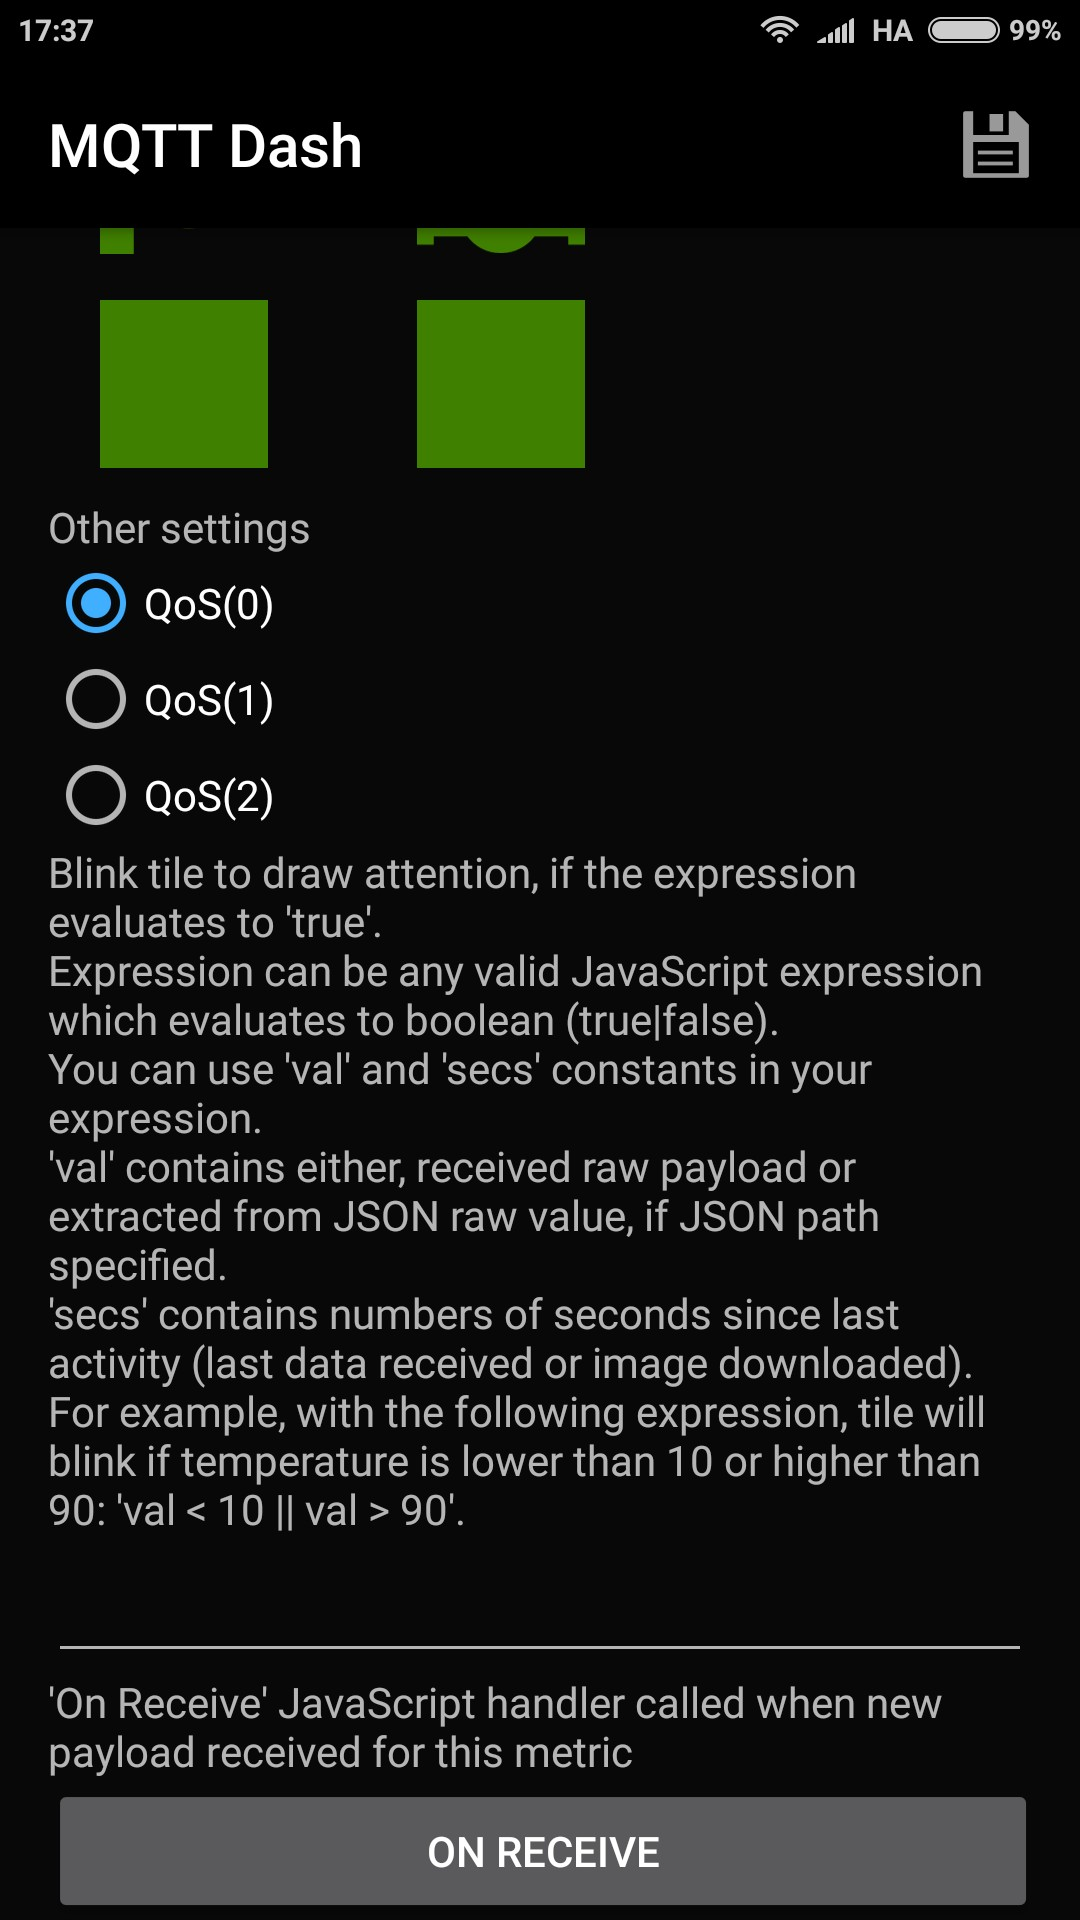 17:37
HA
99%
MQTT Dash
Other settings
QoS(0)
QoS(1)
QoS(2)
Blink tile to draw attention, if the expression
evaluates to 'true'.
Expression can be any valid JavaScript expression
which evaluates to boolean (true|false).
You can use 'val' and 'secs' constants in your
expression.
'val' contains either, received raw payload or
extracted from JSON raw value, if JSON path
specified.
'secs' contains numbers of seconds since last
activity (last data received or image downloaded).
For example, with the following expression, tile will
blink if temperature is lower than 10 or higher than
90: 'val < 10 || val > 90'.
'On Receive' JavaScript handler called when new
payload received for this metric
ON RECEIVE